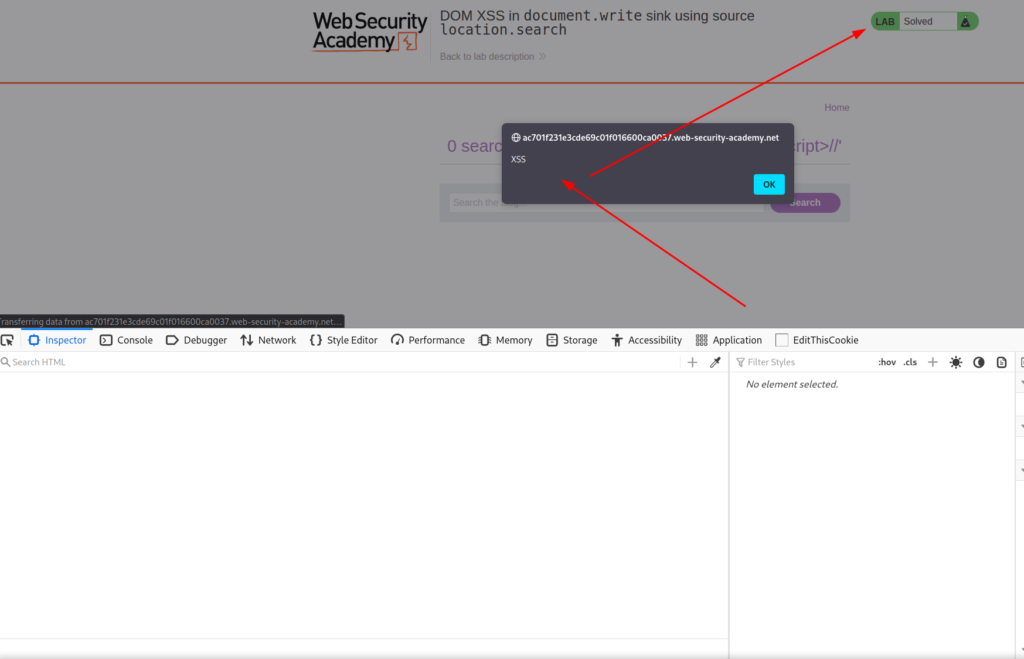 Web Security
Academy
DOM XSS in document.write sink using source
location.search
Back to lab description
LAB Solved
Home
0 searc
ript>//'
ac701f231e3cde69c01f016600ca0037.web-security-academy.net
XSS
OK
Search the
Search
Transferring data from ac701f231e3cde69c01f016600ca0037.web-security-academy.net...
Inspector Console Debugger Network Style Editor Performance Memory Storage Accessibility Application EditThisCookie
Search HTML
Filter Styles :hov .cls
No element selected.